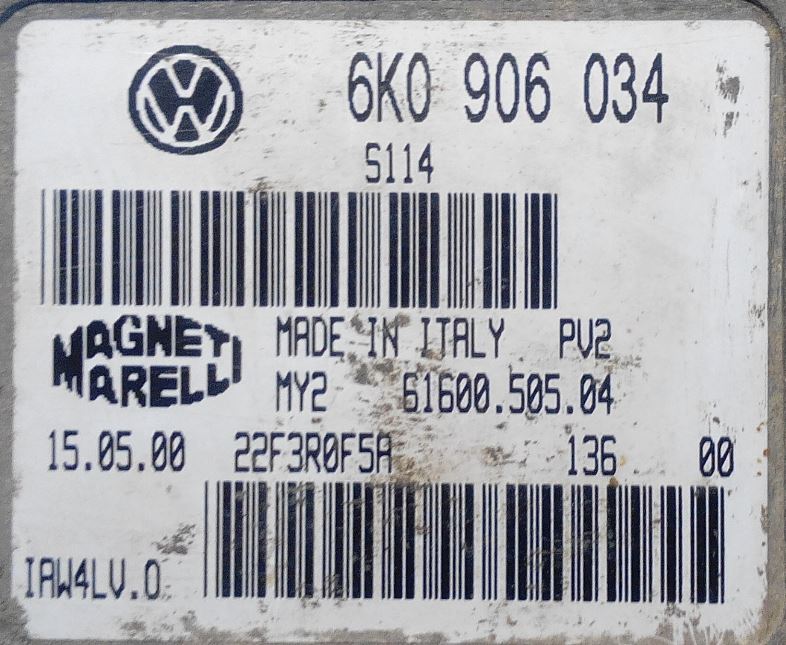 6K0 906 034
S114
MAGNETI MARELLI
MADE IN ITALY PV2
MY2 61600.505.04
15.05.00 22F3R0F5A 136 00
IAW4LV.0